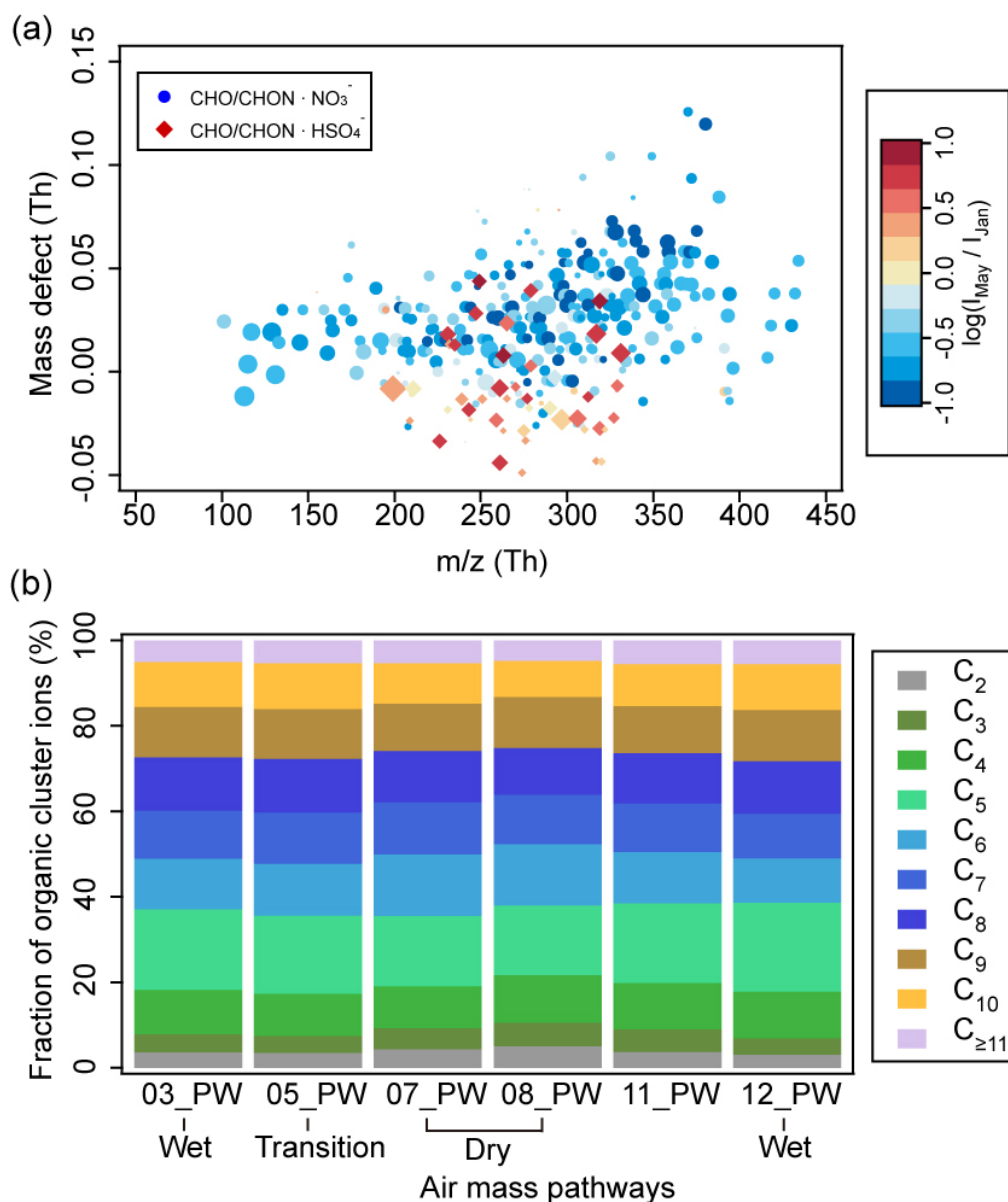 (a)
Mass defect (Th)
0.15
0.10
0.05
0.00
-0.05
CHO/CHON · NO₃⁻
CHO/CHON · HSO₄⁻
50 100 150 200 250 300 350 400 450
m/z (Th)
1.0
0.5
0.0
-0.5
-1.0
log(I_May / I_Jan)
(b)
Fraction of organic cluster ions (%)
100
80
60
40
20
0
C₂
C₃
C₄
C₅
C₆
C₇
C₈
C₉
C₁₀
C≥₁₁
03_PW 05_PW 07_PW 08_PW 11_PW 12_PW
Wet Transition Dry Wet
Air mass pathways